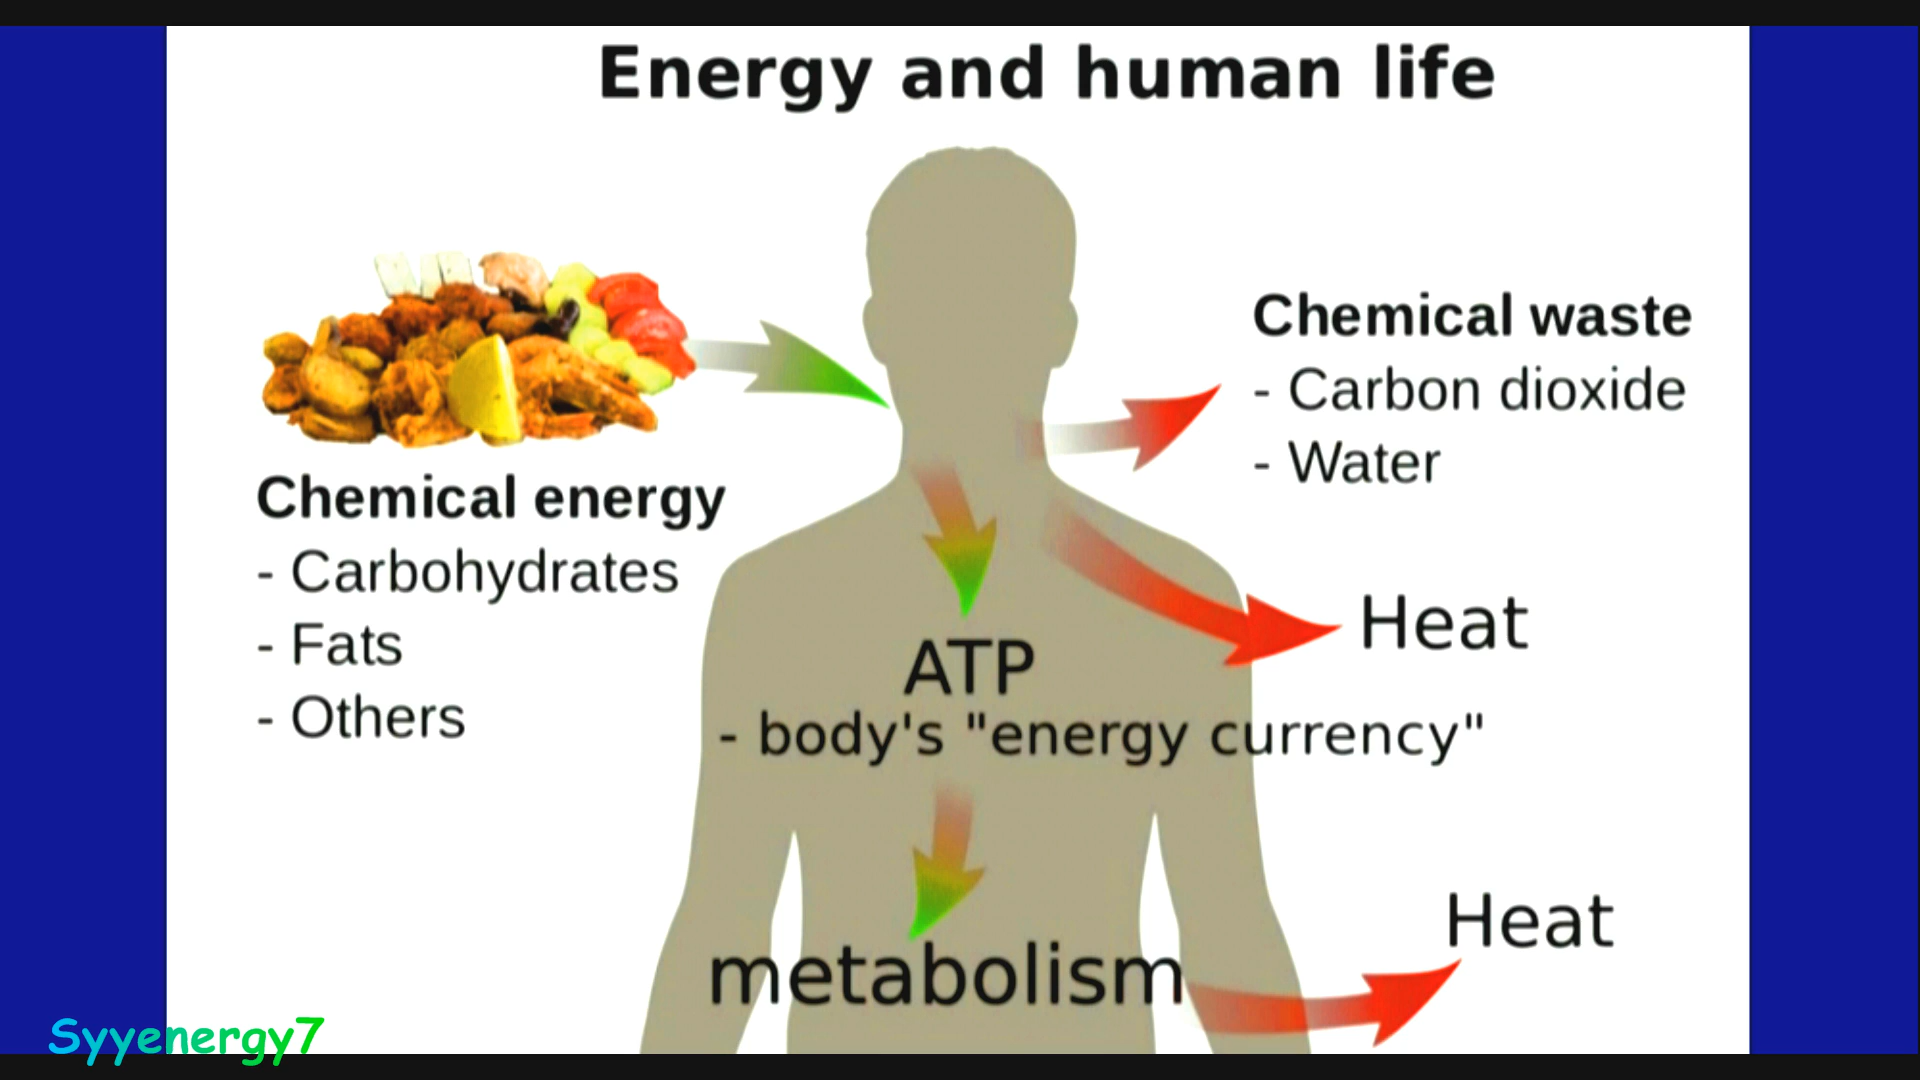 Energy and human life
Chemical energy
- Carbohydrates
- Fats
- Others
Chemical waste
- Carbon dioxide
- Water
Heat
ATP
- body's "energy currency"
Heat
metabolism
Syyenergy7